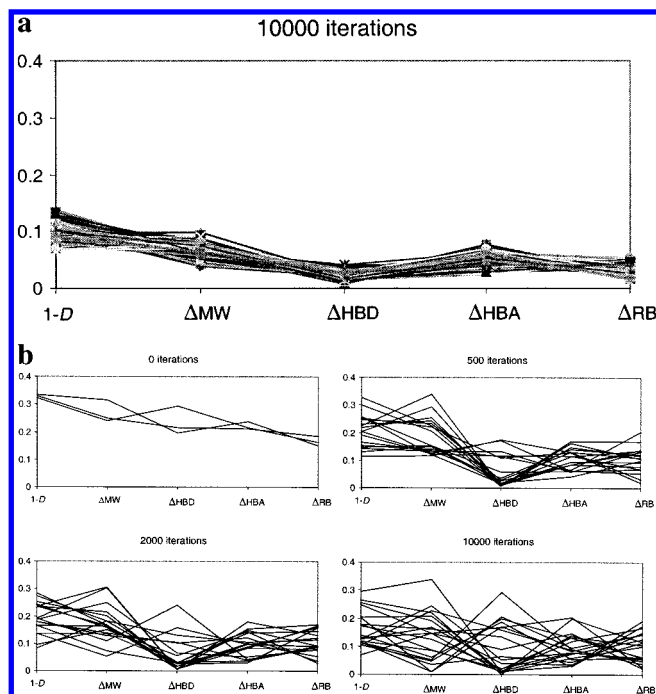 a
10000 iterations
0.4
0.3
0.2
0.1
0
1-D ΔMW ΔHBD ΔHBA ΔRB
b
0 iterations
0.4
0.3
0.2
0.1
0
1-D ΔMW ΔHBD ΔHBA ΔRB
500 iterations
0.4
0.3
0.2
0.1
0
1-D ΔMW ΔHBD ΔHBA ΔRB
2000 iterations
0.4
0.3
0.2
0.1
0
1-D ΔMW ΔHBD ΔHBA ΔRB
10000 iterations
0.4
0.3
0.2
0.1
0
1-D ΔMW ΔHBD ΔHBA ΔRB